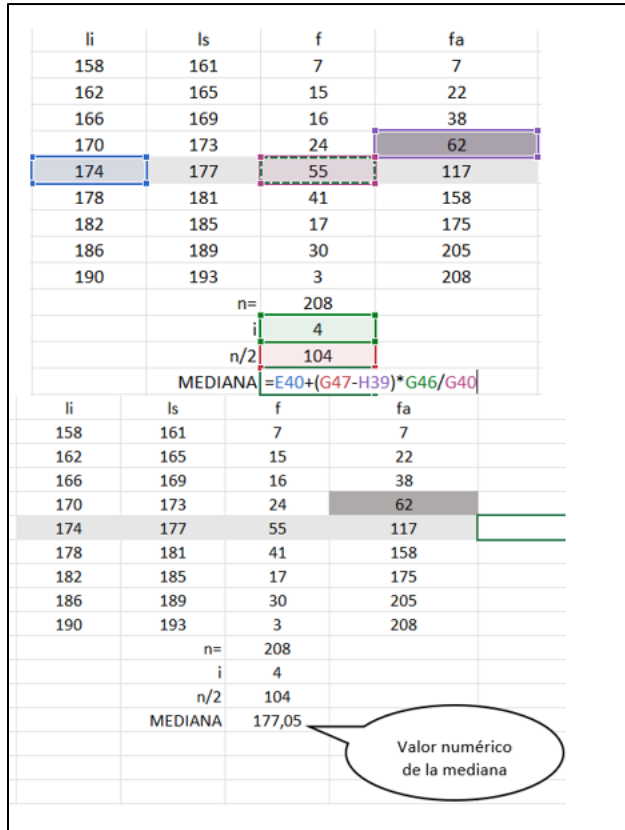 li ls f fa
158 161 7 7
162 165 15 22
166 169 16 38
170 173 24 62
174 177 55 117
178 181 41 158
182 185 17 175
186 189 30 205
190 193 3 208
n= 208
i 4
n/2 104
MEDIANA =E40+(G47-H39)*G46/G40
li ls f fa
158 161 7 7
162 165 15 22
166 169 16 38
170 173 24 62
174 177 55 117
178 181 41 158
182 185 17 175
186 189 30 205
190 193 3 208
n= 208
i 4
n/2 104
MEDIANA 177,05
Valor numérico
de la mediana